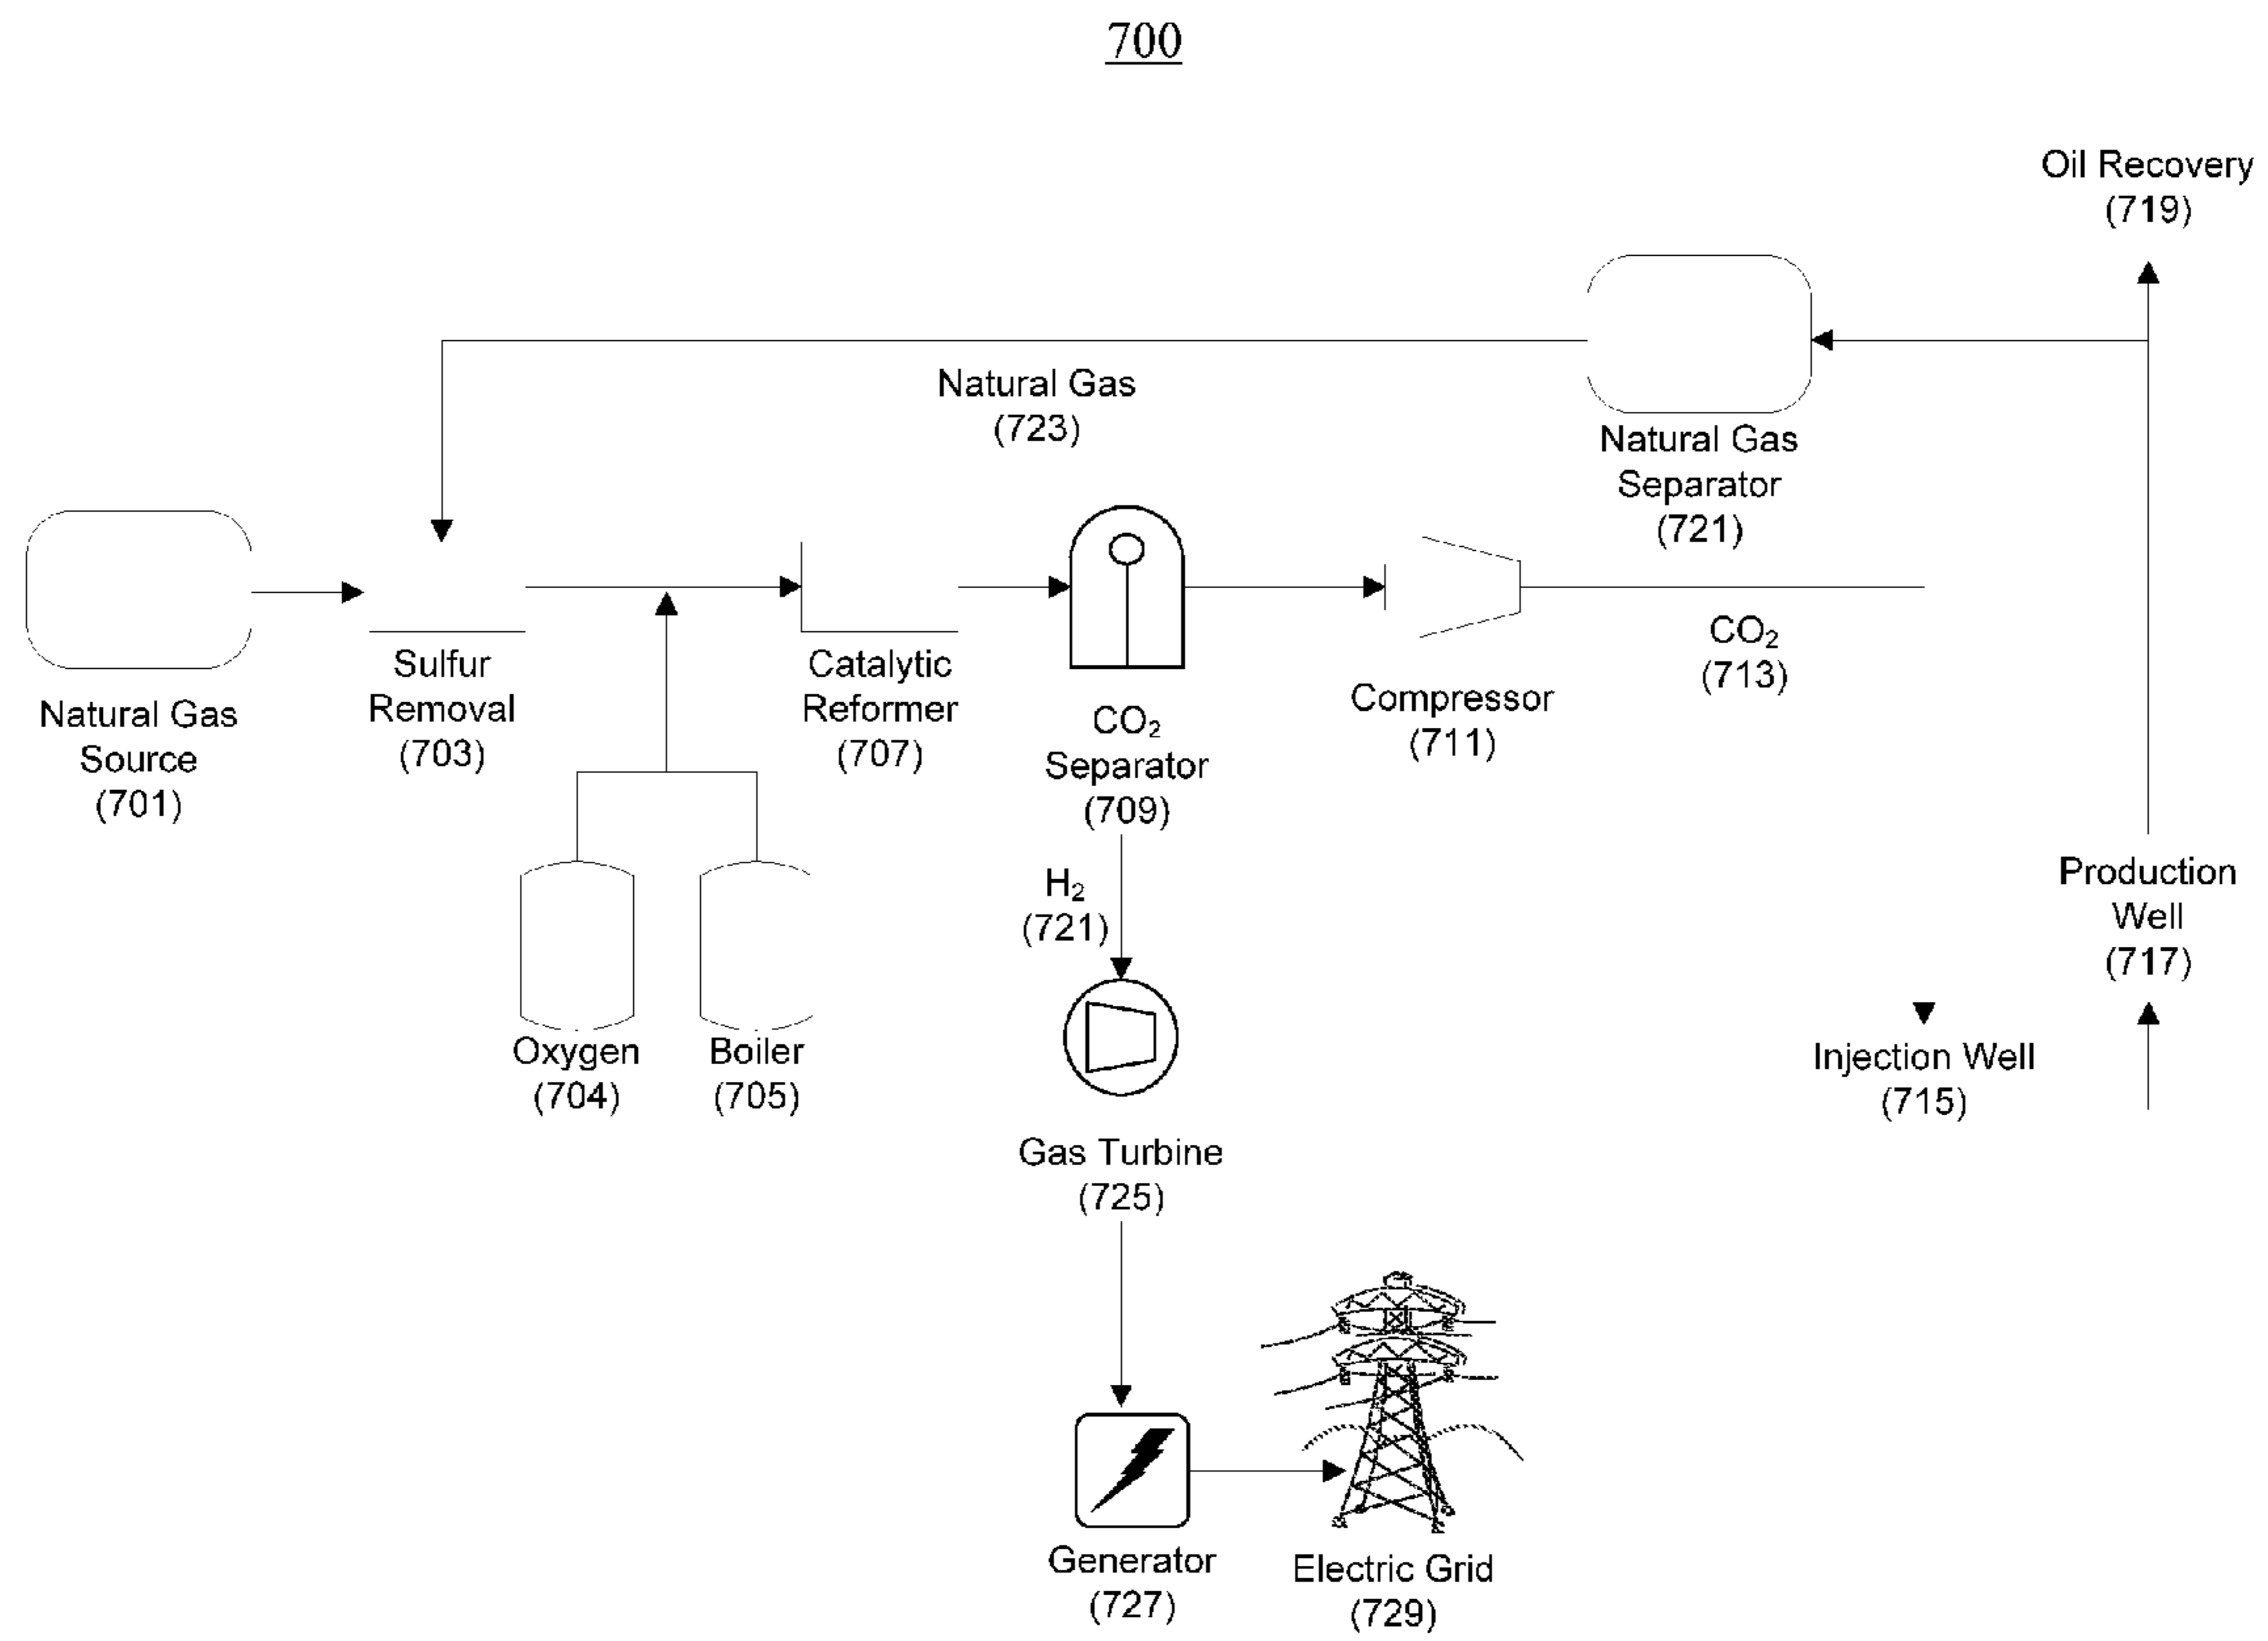 700
Oil Recovery
(719)
Natural Gas
(723)
Natural Gas
Separator
(721)
Natural Gas
Source
(701)
Sulfur
Removal
(703)
Catalytic
Reformer
(707)
CO₂
Separator
(709)
Compressor
(711)
CO₂
(713)
H₂
(721)
Oxygen
(704)
Boiler
(705)
Production
Well
(717)
Injection Well
(715)
Gas Turbine
(725)
Generator
(727)
Electric Grid
(729)